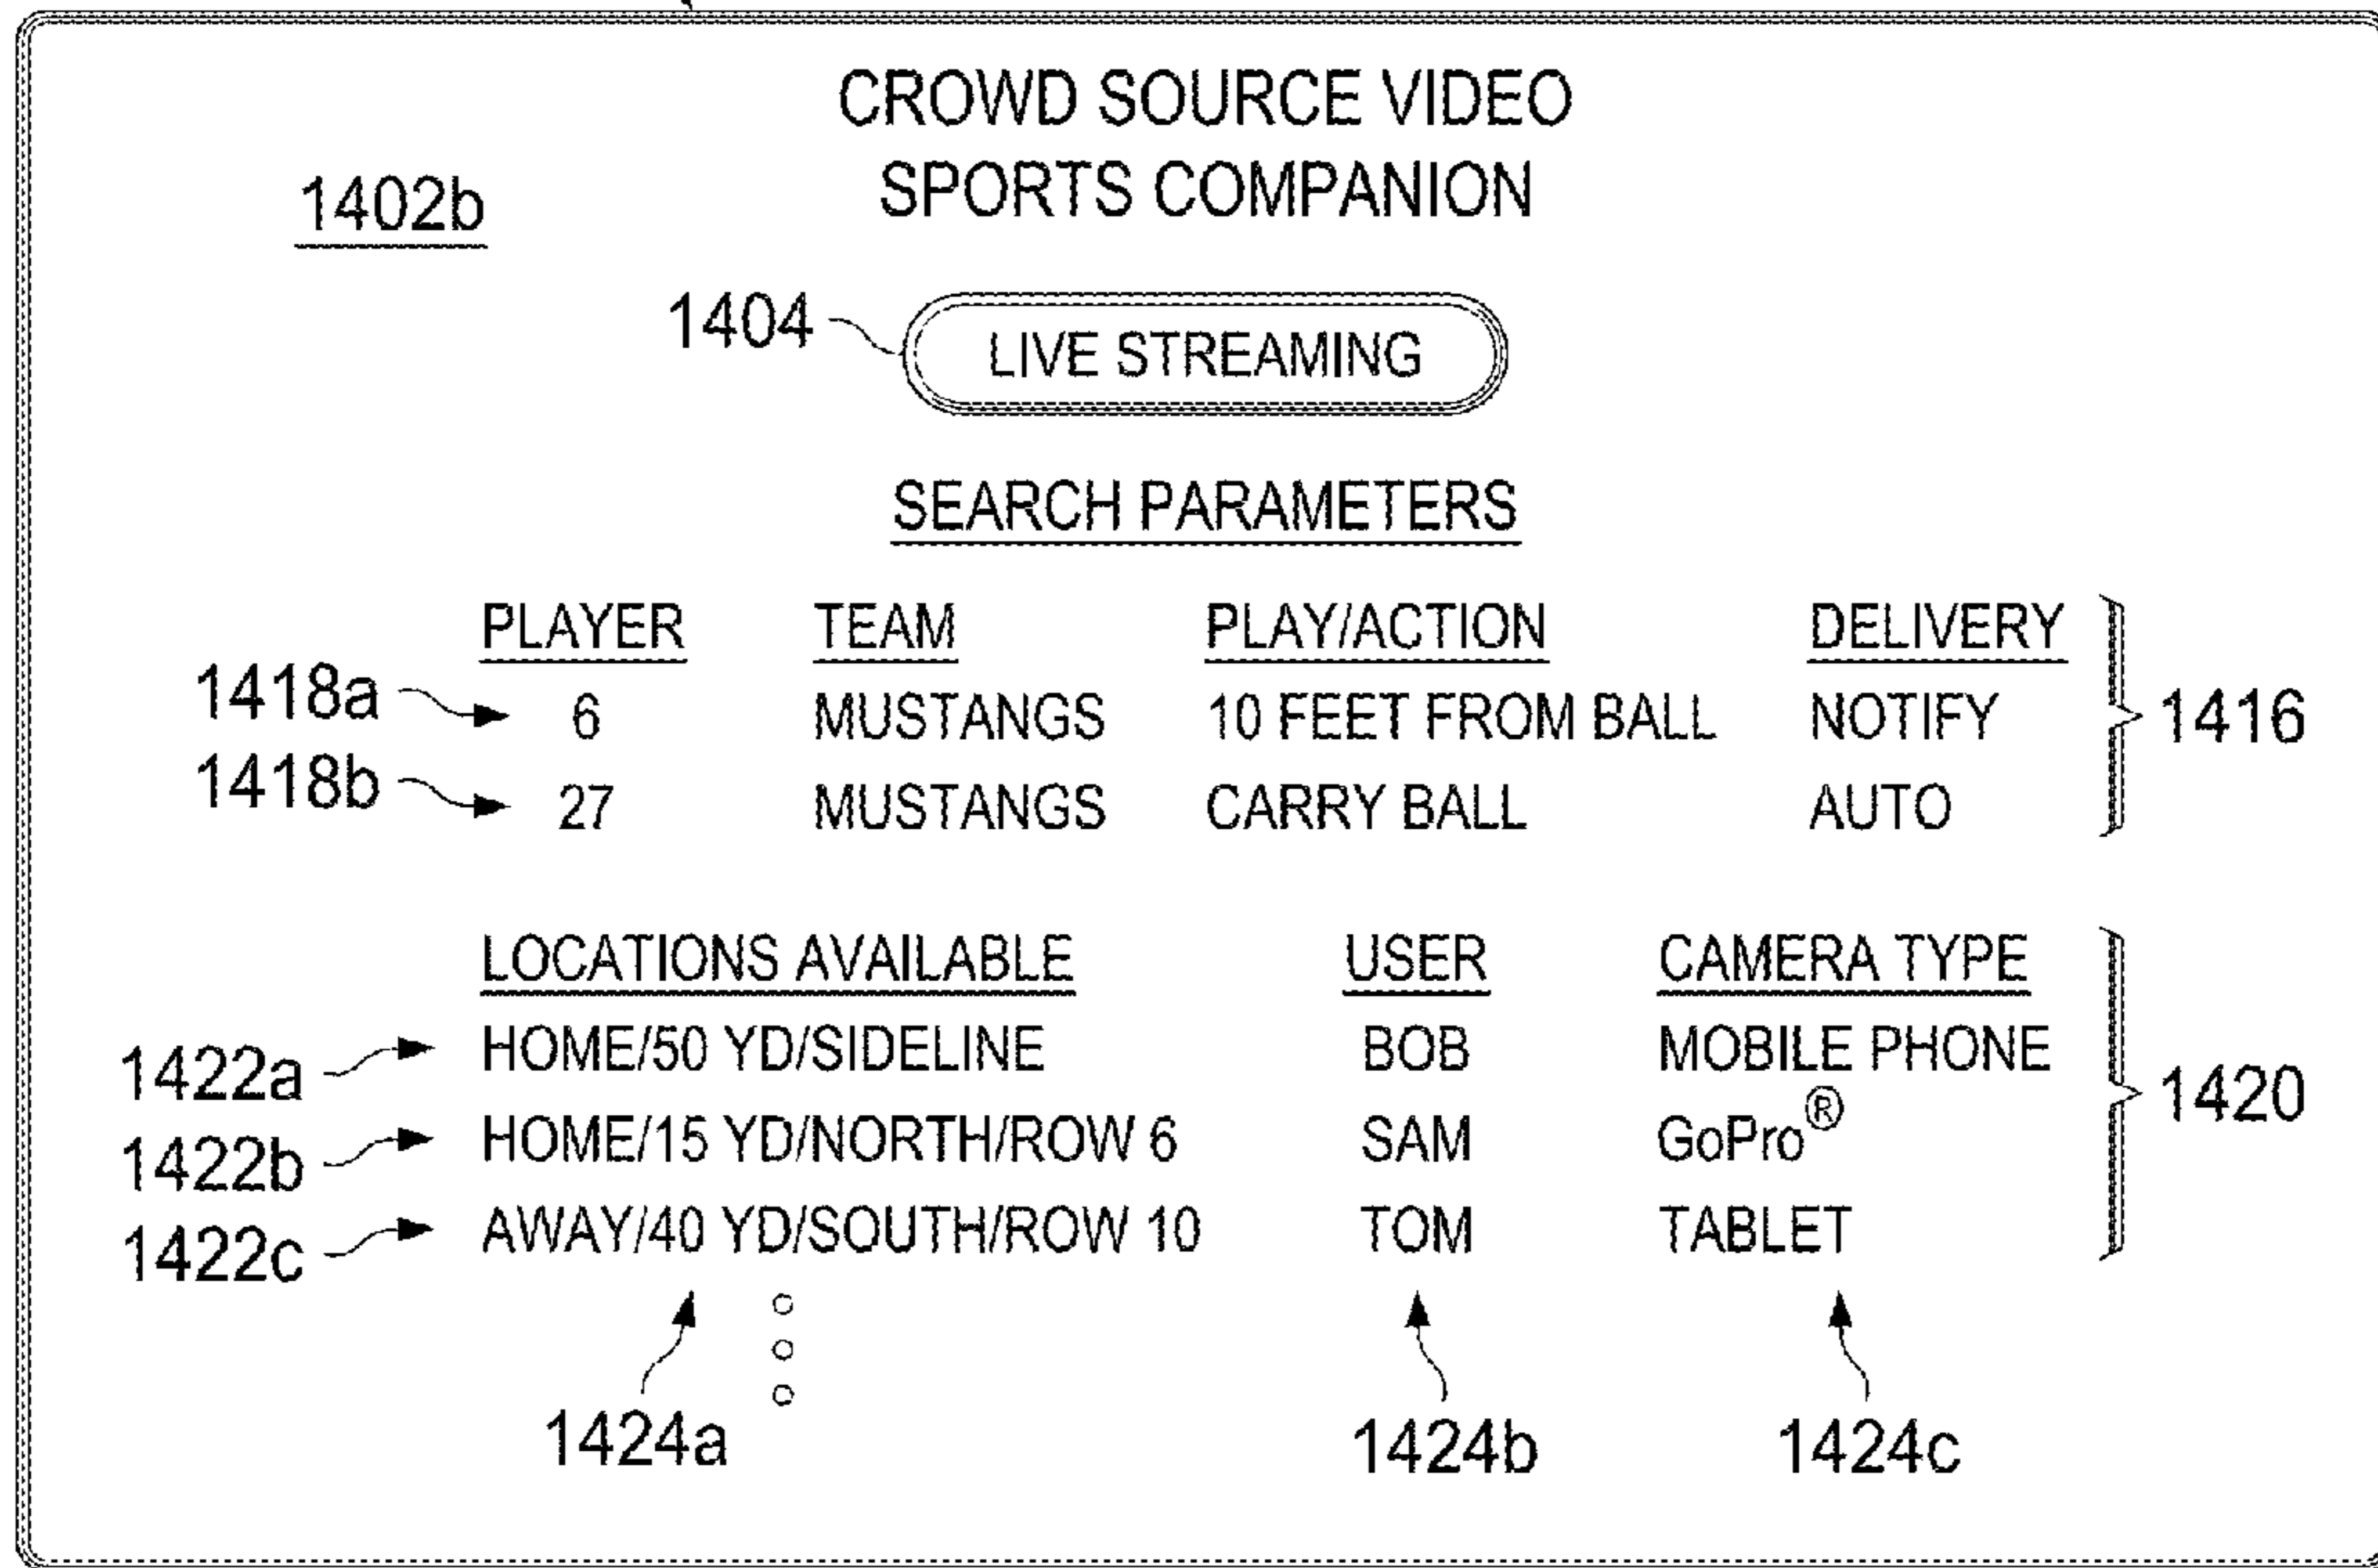 CROWD SOURCE VIDEO
SPORTS COMPANION
1402b
1404 LIVE STREAMING
SEARCH PARAMETERS
PLAYER TEAM PLAY/ACTION DELIVERY
1418a 6 MUSTANGS 10 FEET FROM BALL NOTIFY 1416
1418b 27 MUSTANGS CARRY BALL AUTO
LOCATIONS AVAILABLE USER CAMERA TYPE
1422a HOME/50 YD/SIDELINE BOB MOBILE PHONE
1422b HOME/15 YD/NORTH/ROW 6 SAM GoPro® 1420
1422c AWAY/40 YD/SOUTH/ROW 10 TOM TABLET
1424a 1424b 1424c